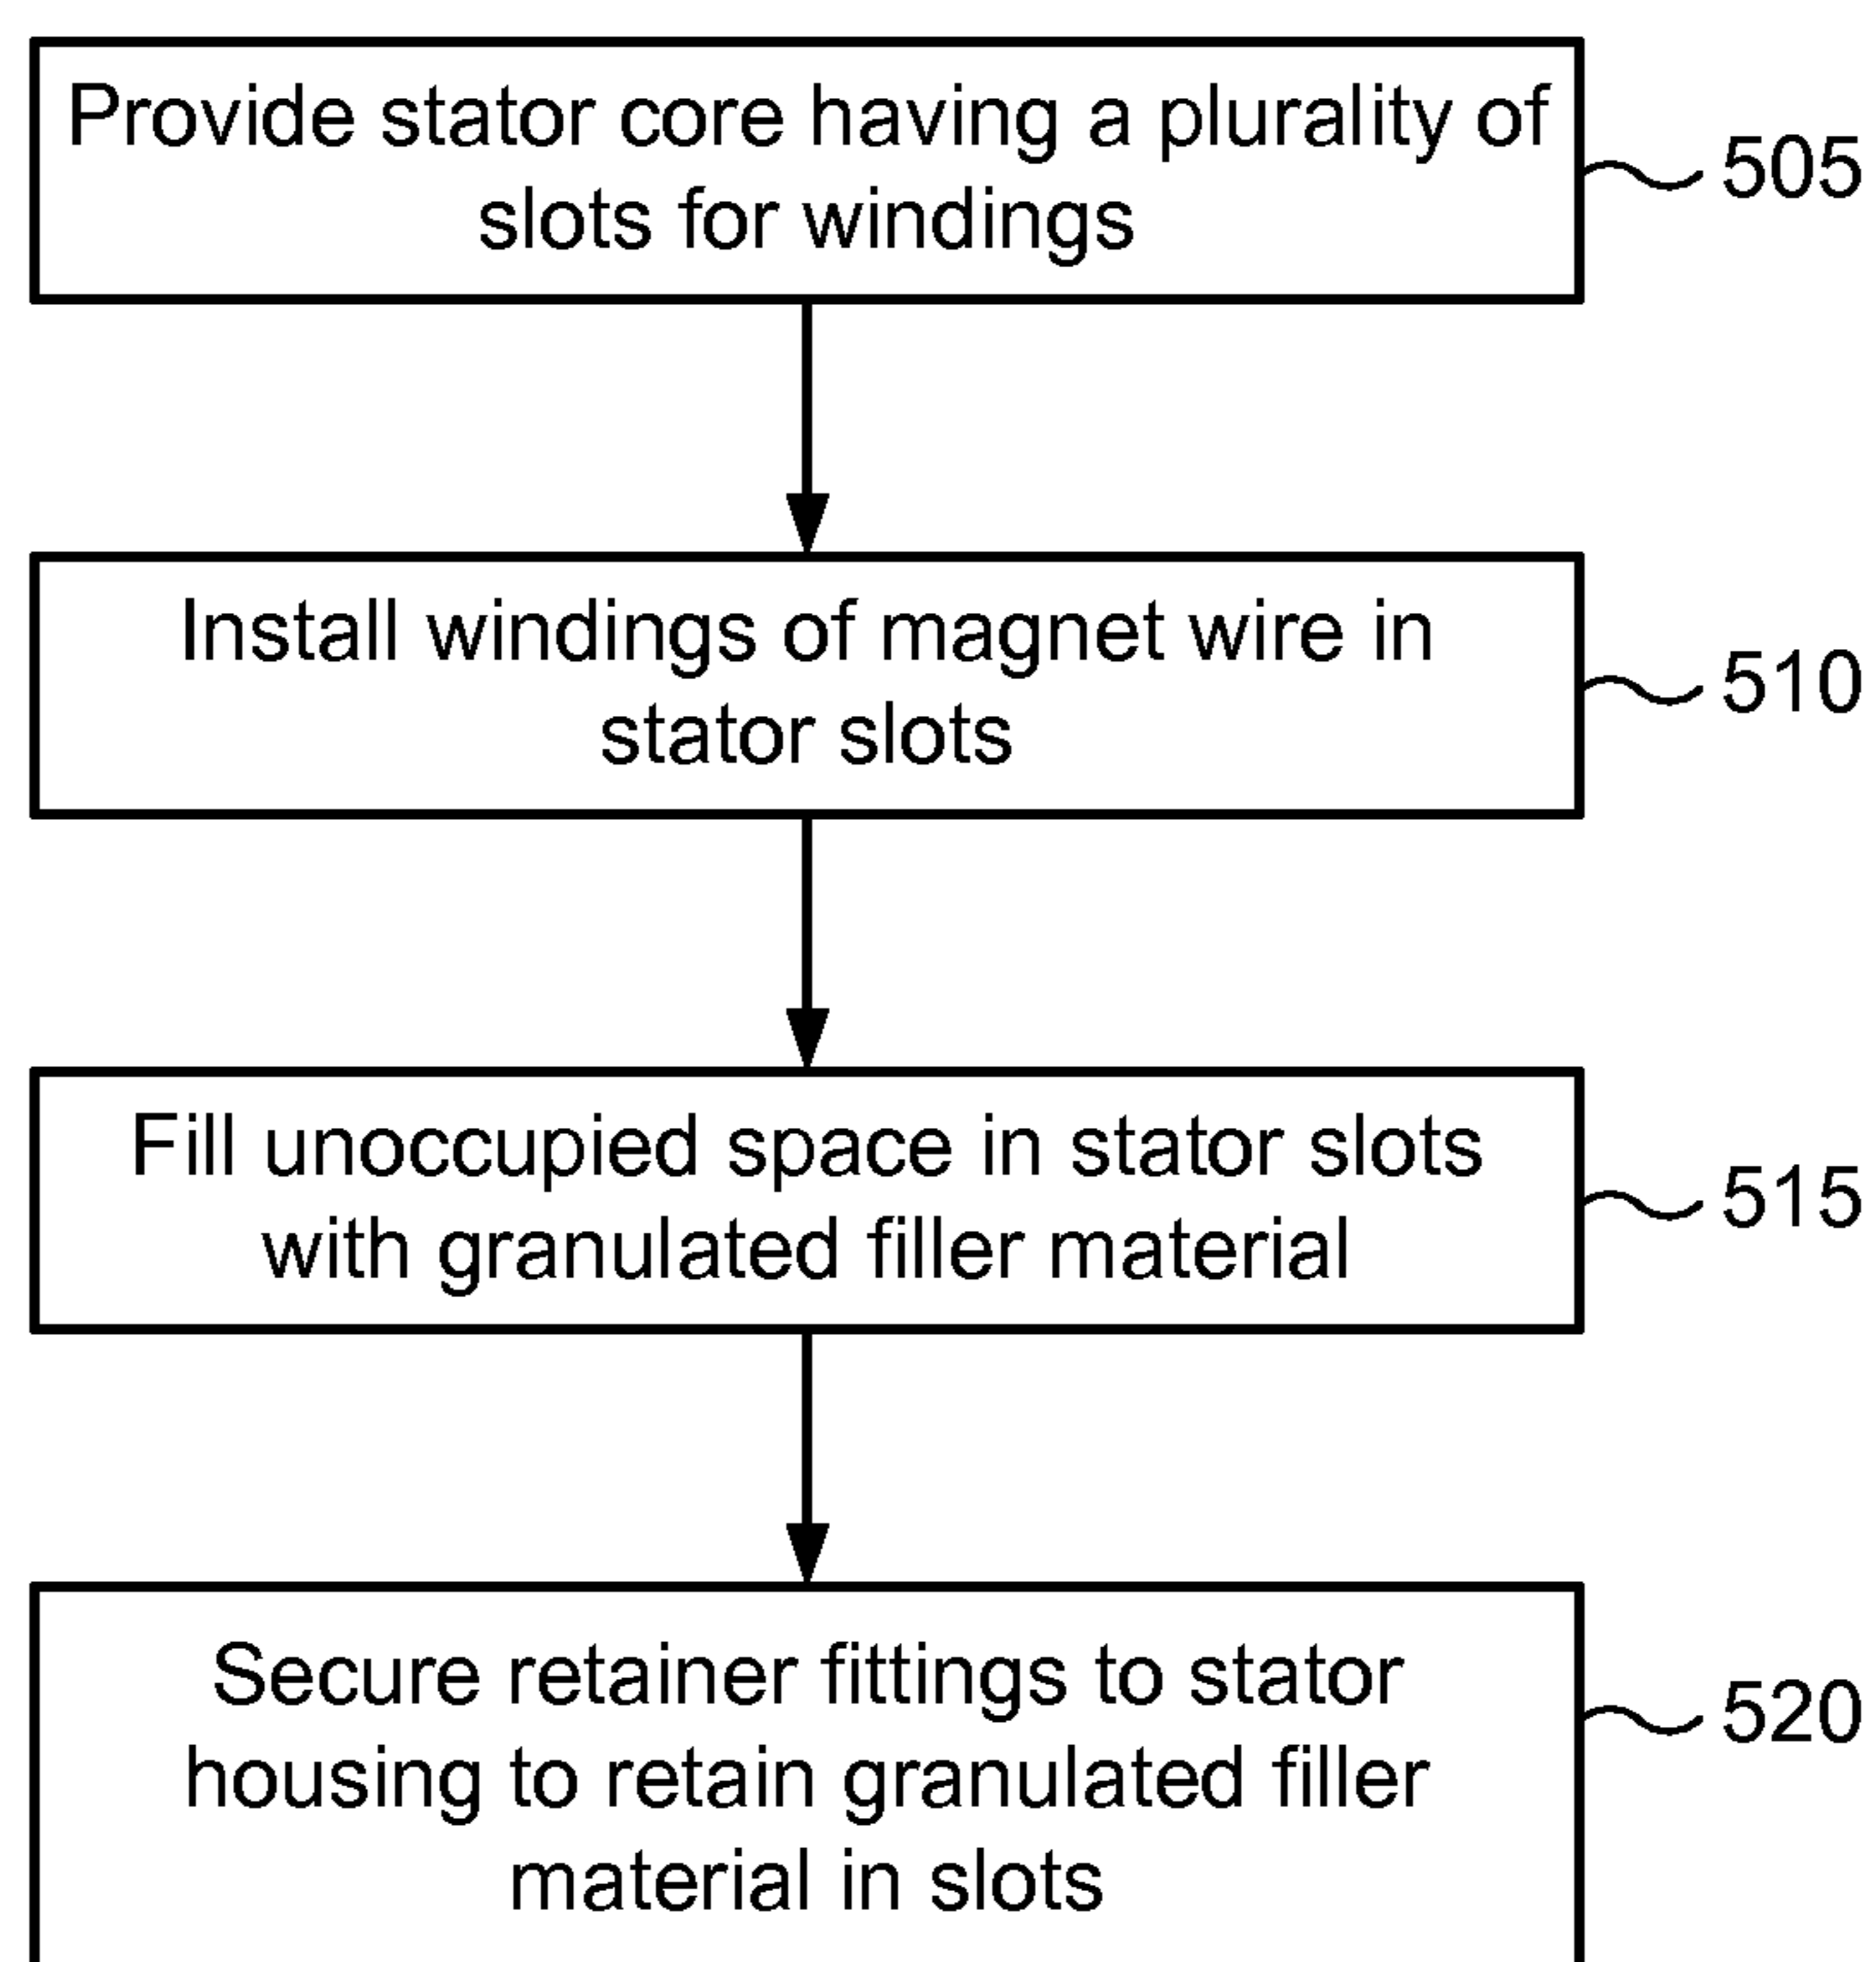 Provide stator core having a plurality of
slots for windings
505
Install windings of magnet wire in
stator slots
510
Fill unoccupied space in stator slots
with granulated filler material
515
Secure retainer fittings to stator
housing to retain granulated filler
material in slots
520